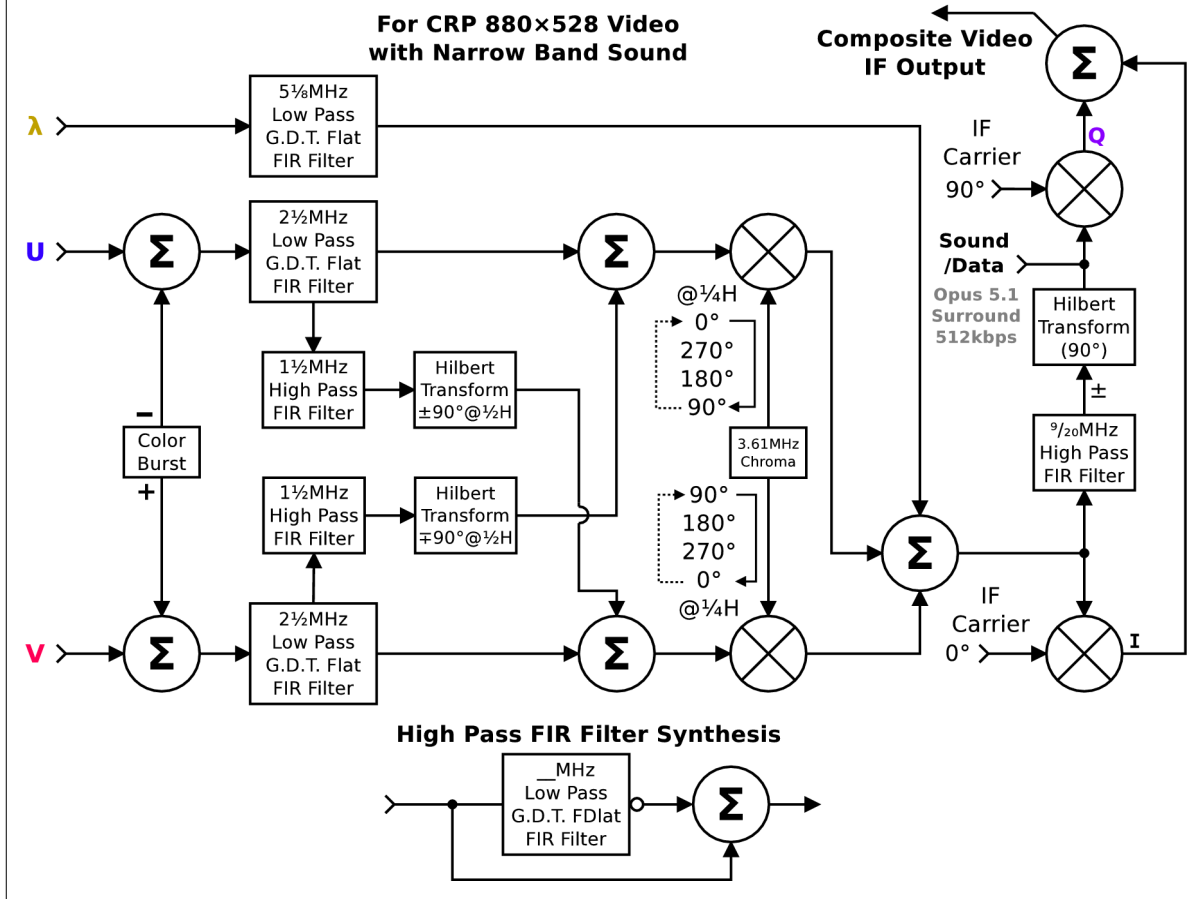 For CRP 880×528 Video
with Narrow Band Sound
Composite Video
IF Output
Σ
λ
5⅛MHz
Low Pass
G.D.T. Flat
FIR Filter
IF
Carrier
90°
Q
U
Σ
2½MHz
Low Pass
G.D.T. Flat
FIR Filter
Σ
Sound
/Data
Opus 5.1
Surround
512kbps
Hilbert
Transform
(90°)
@¼H
0°
270°
180°
90°
1½MHz
High Pass
FIR Filter
Hilbert
Transform
±90°@½H
±
−
Color
Burst
+
3.61MHz
Chroma
⁹/₂₀MHz
High Pass
FIR Filter
1½MHz
High Pass
FIR Filter
Hilbert
Transform
∓90°@½H
90°
180°
270°
0°
@¼H
Σ
IF
Carrier
0°
I
V
Σ
2½MHz
Low Pass
G.D.T. Flat
FIR Filter
Σ
High Pass FIR Filter Synthesis
__MHz
Low Pass
G.D.T. FDlat
FIR Filter
Σ